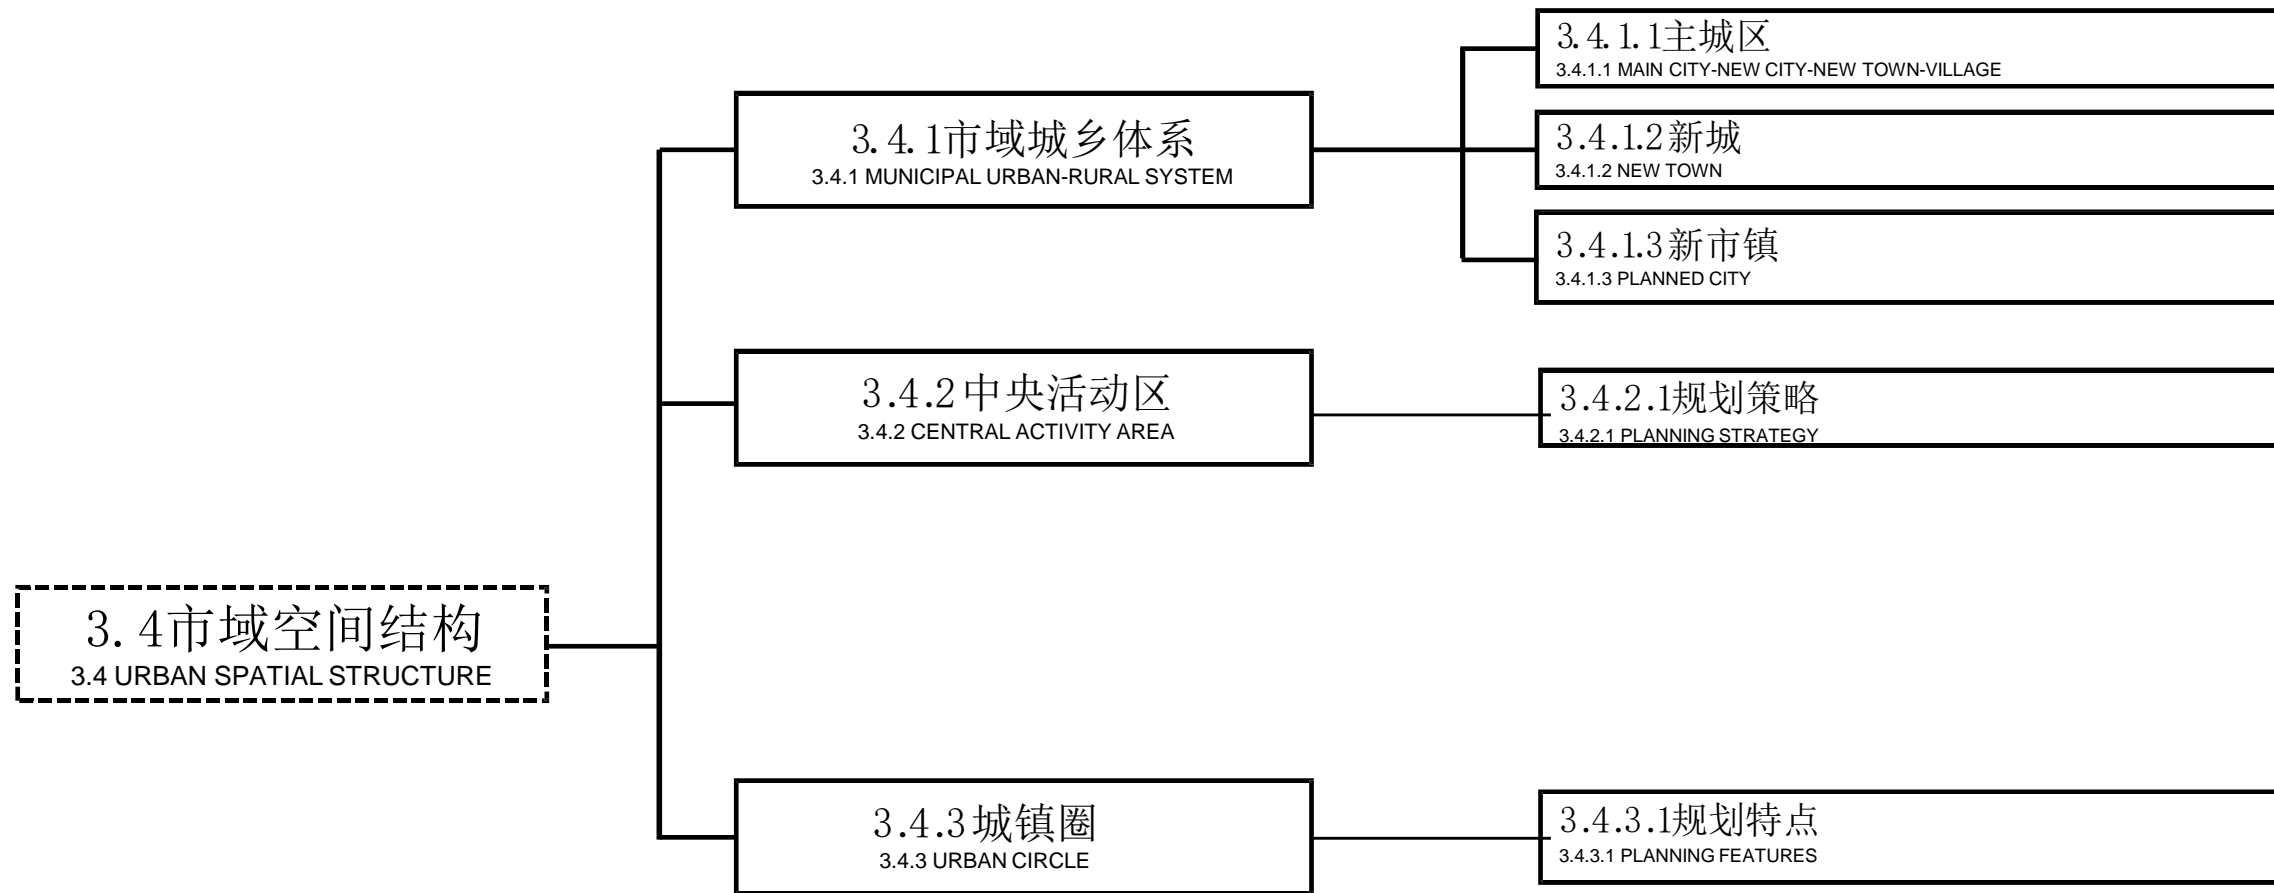 3.4市域空间结构
3.4 URBAN SPATIAL STRUCTURE
3.4.1市域城乡体系
3.4.1 MUNICIPAL URBAN-RURAL SYSTEM
3.4.1.1主城区
3.4.1.1 MAIN CITY-NEW CITY-NEW TOWN-VILLAGE
3.4.1.2新城
3.4.1.2 NEW TOWN
3.4.1.3新市镇
3.4.1.3 PLANNED CITY
3.4.2中央活动区
3.4.2 CENTRAL ACTIVITY AREA
3.4.2.1规划策略
3.4.2.1 PLANNING STRATEGY
3.4.3城镇圈
3.4.3 URBAN CIRCLE
3.4.3.1规划特点
3.4.3.1 PLANNING FEATURES